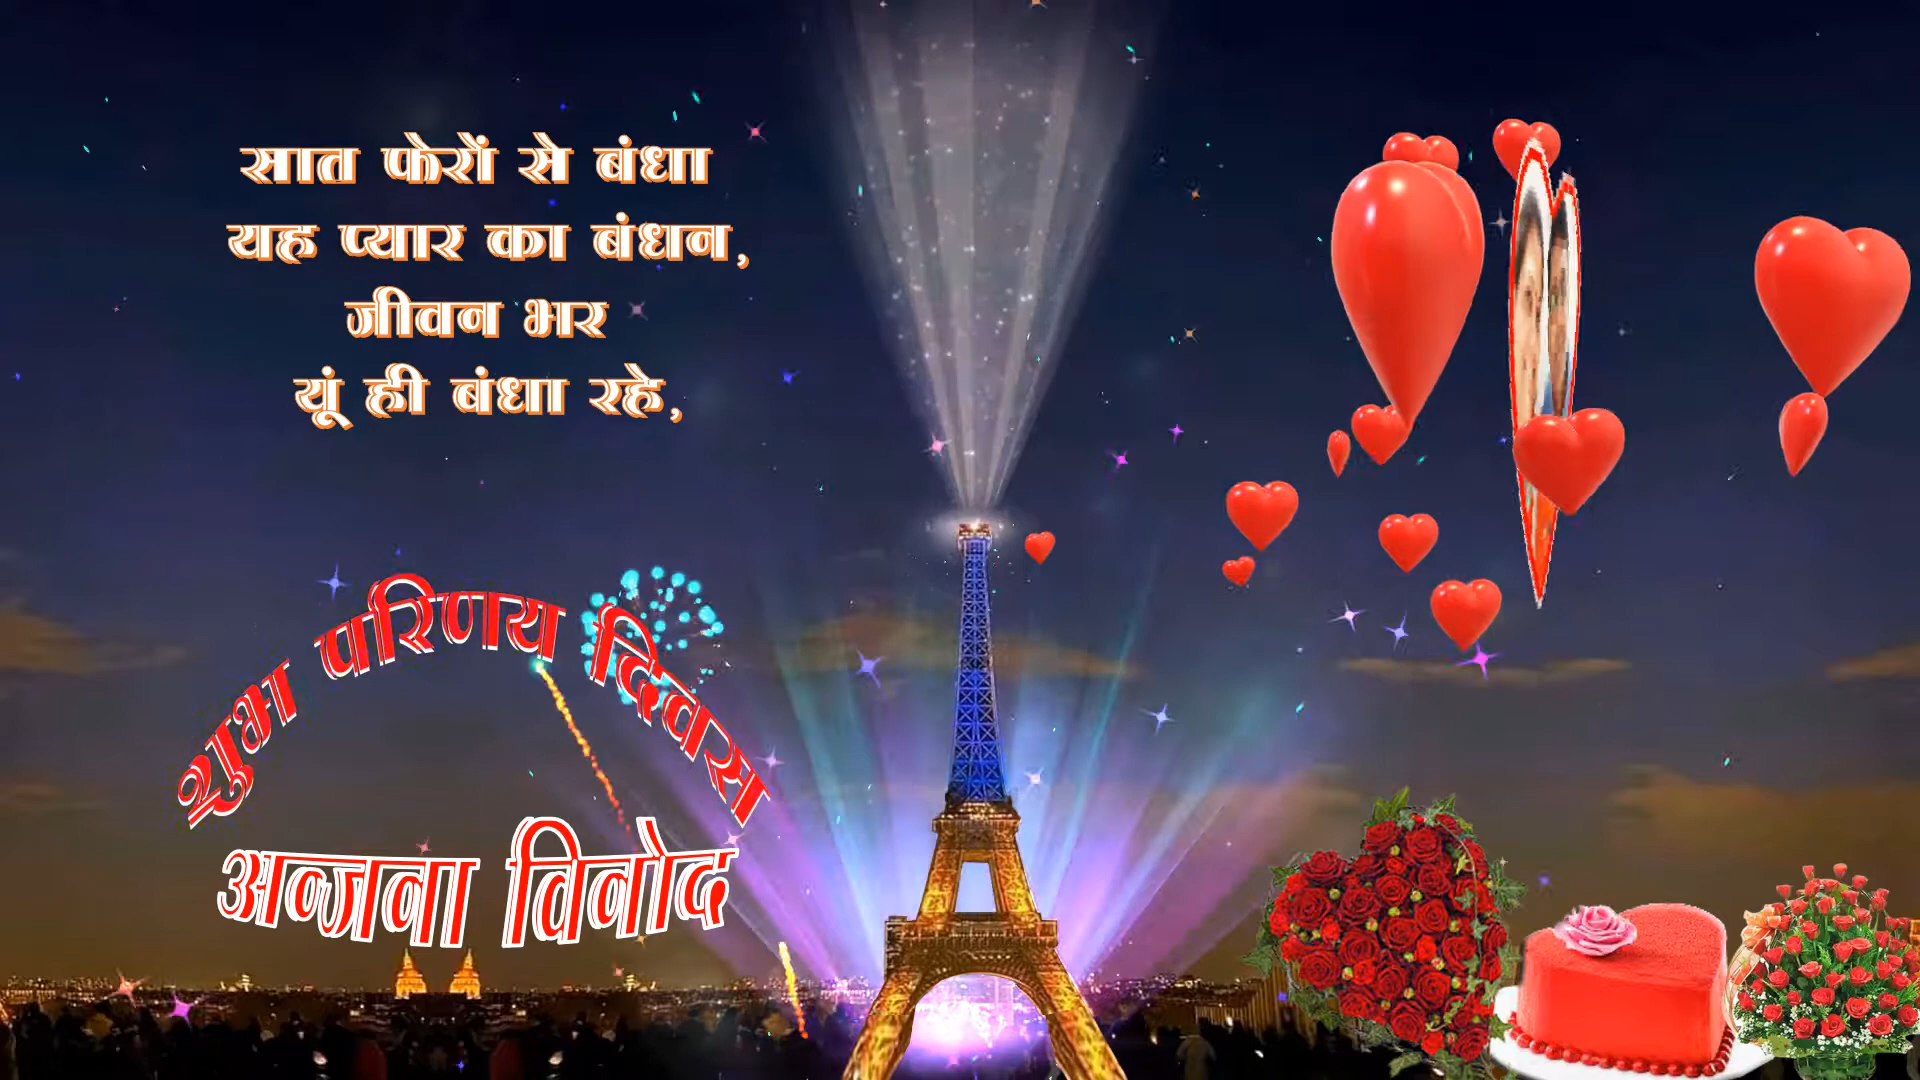 सात फेरों से बंधा
यह प्यार का बंधन,
जीवन भर
यूं ही बंधा रहे,
शुभ परिणय दिवस
अन्जना विनोद